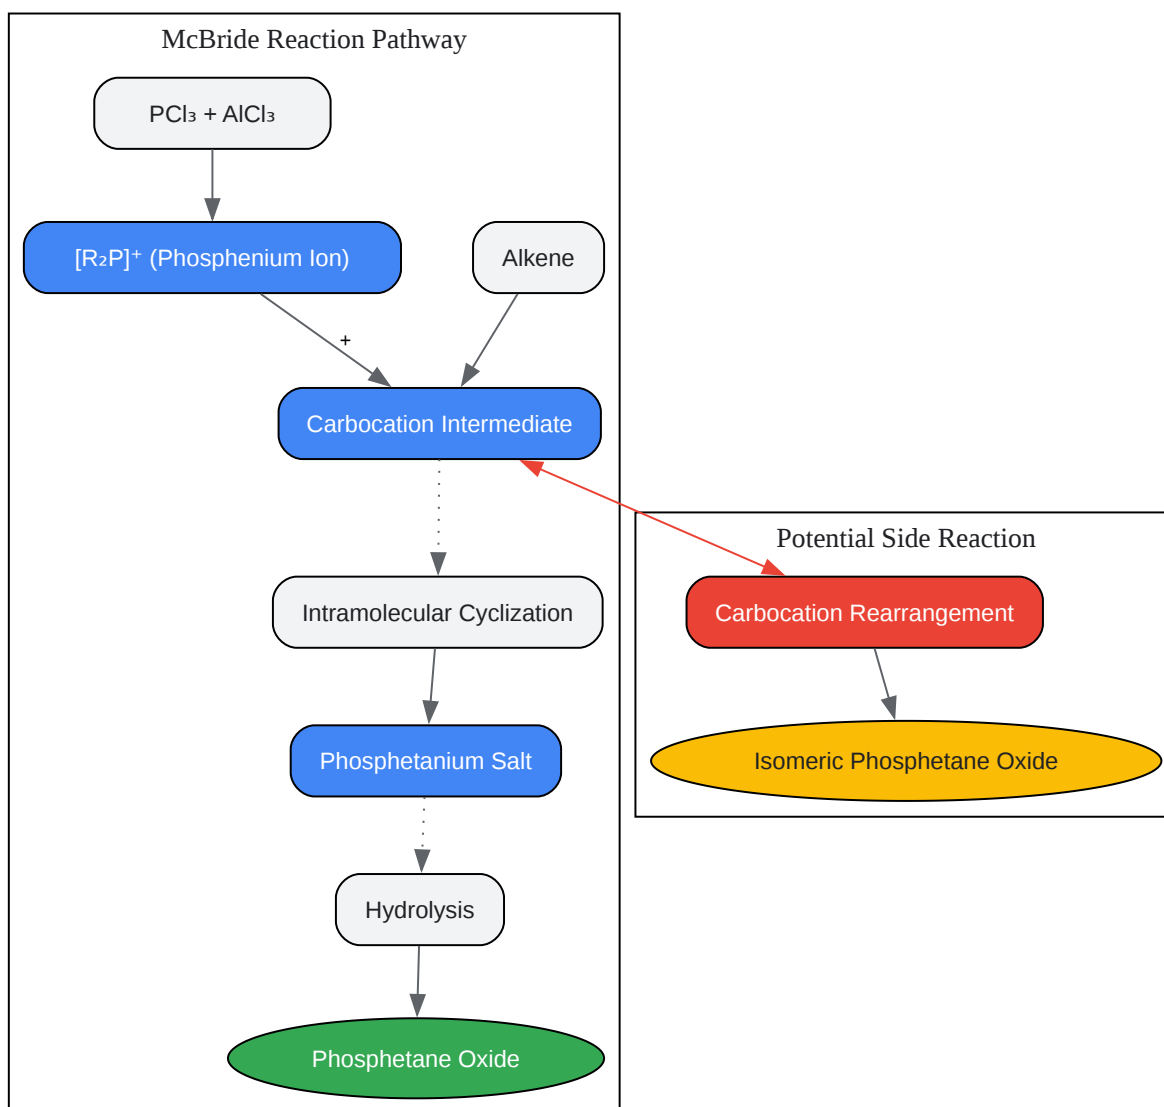 McBride Reaction Pathway
PCl₃ + AlCl₃
[R₂P]⁺ (Phosphenium Ion)
Alkene
+
Carbocation Intermediate
Intramolecular Cyclization
Phosphetanium Salt
Hydrolysis
Phosphetane Oxide
Potential Side Reaction
Carbocation Rearrangement
Isomeric Phosphetane Oxide